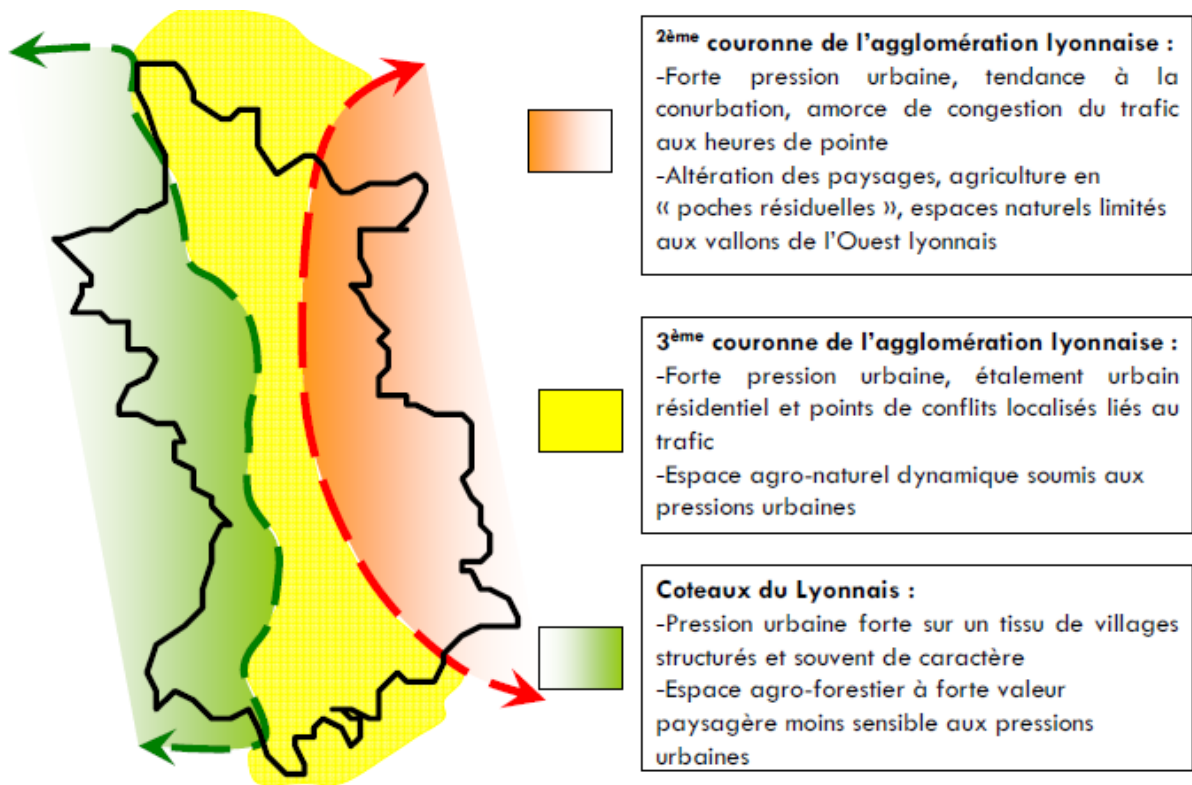 2ème couronne de l'agglomération lyonnaise :
-Forte pression urbaine, tendance à la
conurbation, amorce de congestion du trafic
aux heures de pointe
-Altération des paysages, agriculture en
« poches résiduelles », espaces naturels limités
aux vallons de l'Ouest lyonnais
3ème couronne de l'agglomération lyonnaise :
-Forte pression urbaine, étalement urbain
résidentiel et points de conflits localisés liés au
trafic
-Espace agro-naturel dynamique soumis aux
pressions urbaines
Coteaux du Lyonnais :
-Pression urbaine forte sur un tissu de villages
structurés et souvent de caractère
-Espace agro-forestier à forte valeur
paysagère moins sensible aux pressions
urbaines